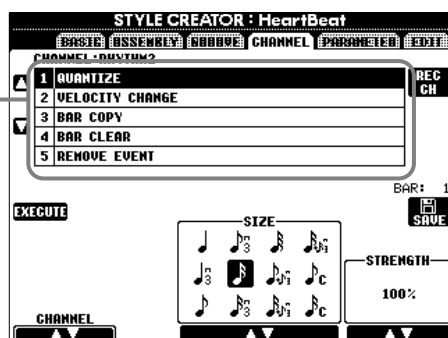 STYLE CREATOR : HeartBeat
BASIC ASSEMBLY GROOVE CHANNEL PARAMETER EDIT
CHANNEL :RHYTHM2
1 QUANTIZE
2 VELOCITY CHANGE
3 BAR COPY
4 BAR CLEAR
5 REMOVE EVENT
REC
CH
BAR: 1
EXECUTE
SAVE
SIZE
STRENGTH
100%
CHANNEL